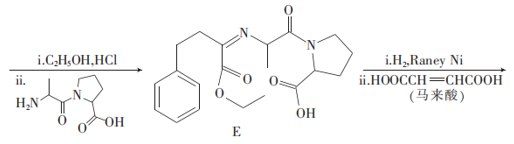 i.C₂H₅OH,HCl
ii.
H₂N
N
O
O
OH
N
O
N
O
O
O
OH
E
i.H₂,Raney Ni
ii.HOOCCH=CHCOOH
(马来酸)